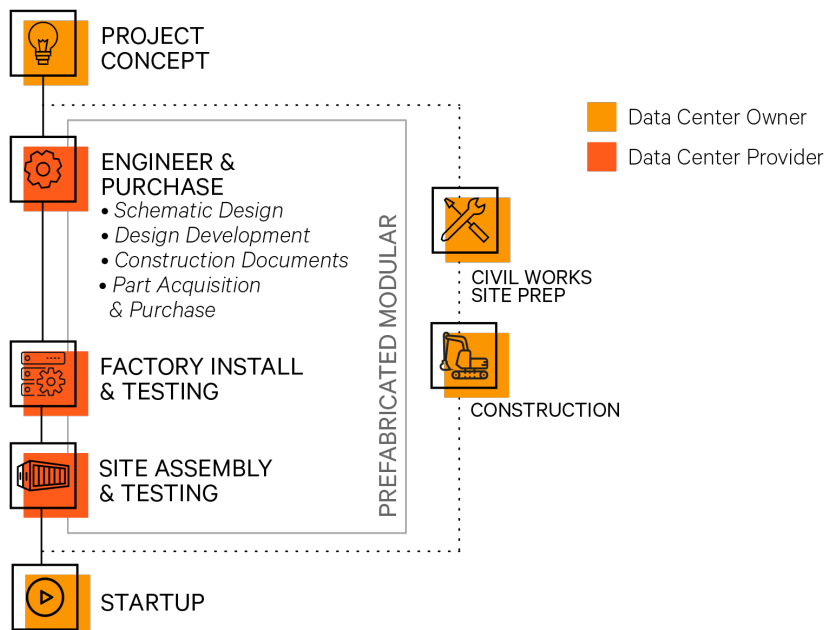 PROJECT
CONCEPT
Data Center Owner
Data Center Provider
ENGINEER &
PURCHASE
• Schematic Design
• Design Development
• Construction Documents
• Part Acquisition
& Purchase
PREFABRICATED MODULAR
CIVIL WORKS
SITE PREP
FACTORY INSTALL
& TESTING
CONSTRUCTION
SITE ASSEMBLY
& TESTING
STARTUP